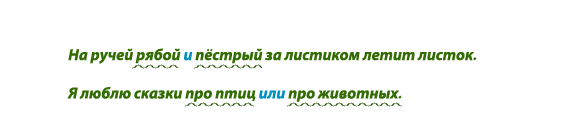 На ручей рябой и пёстрый за листиком летит листок.
Я люблю сказки про птиц или про животных.